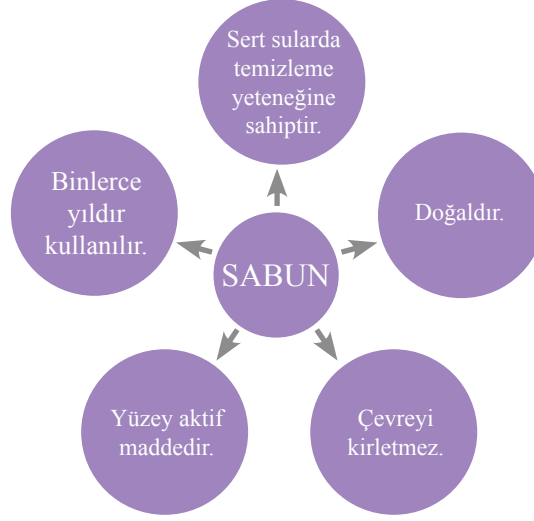 Sert sularda
temizleme
yeteneğine
sahiptir.
Binlerce
yıldır
kullanılır.
Doğaldır.
SABUN
Yüzey aktif
maddedir.
Çevreyi
kirletmez.